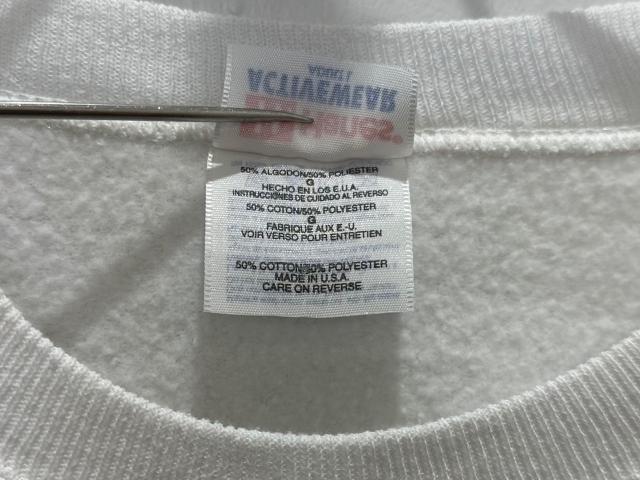 ADULT
ACTIVEWEAR
Hanes®
50% ALGODON/50% POLIESTER
G
HECHO EN LOS E.U.A.
INSTRUCCIONES DE CUIDADO AL REVERSO
50% COTON/50% POLYESTER
G
FABRIQUE AUX E.-U.
VOIR VERSO POUR ENTRETIEN
50% COTTON/50% POLYESTER
MADE IN U.S.A.
CARE ON REVERSE